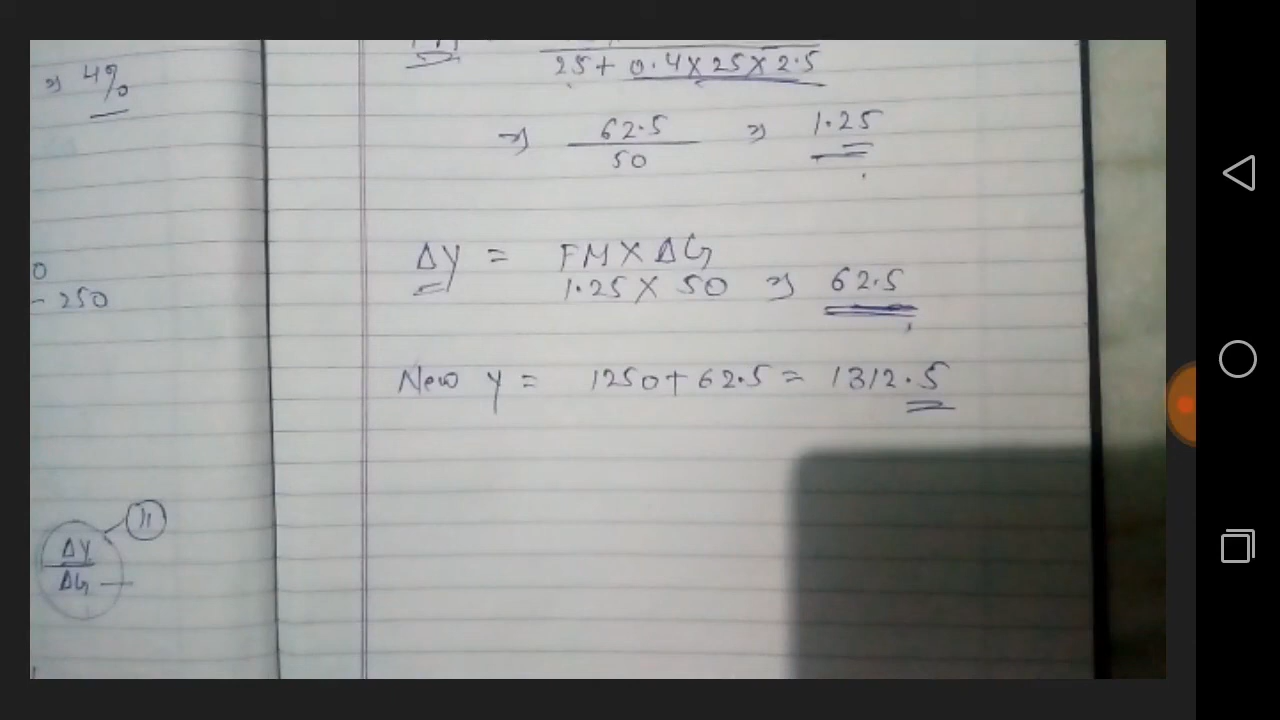 ⇒ 4%
0
- 250
ΔY
ΔG
11
25 + 0.4 × 25 × 2.5
⇒ 62.5 ⇒ 1.25
50
ΔY = FM × ΔG
1.25 × 50 ⇒ 62.5
New Y = 1250 + 62.5 = 1312.5